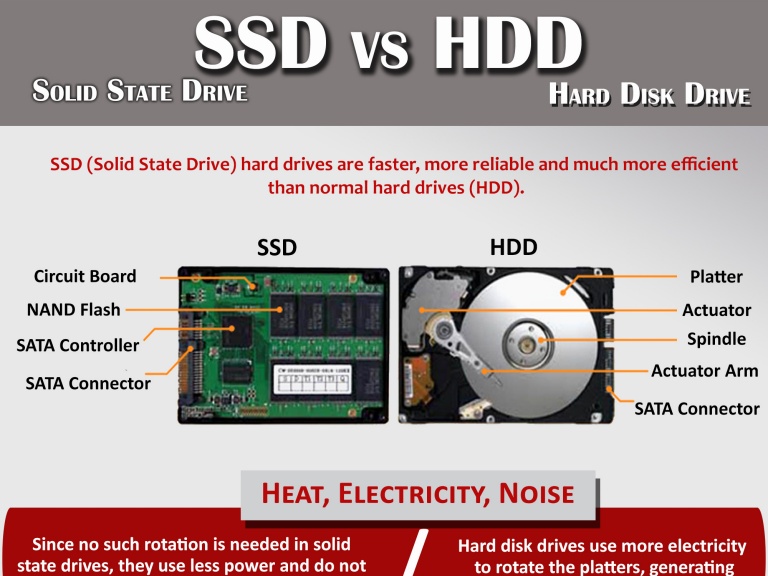 SSD vs HDD
Solid State Drive
Hard Disk Drive
SSD (Solid State Drive) hard drives are faster, more reliable and much more efficient
than normal hard drives (HDD).
SSD
HDD
Circuit Board
NAND Flash
SATA Controller
SATA Connector
Platter
Actuator
Spindle
Actuator Arm
SATA Connector
Heat, Electricity, Noise
Since no such rotation is needed in solid
state drives, they use less power and do not
Hard disk drives use more electricity
to rotate the platters, generating